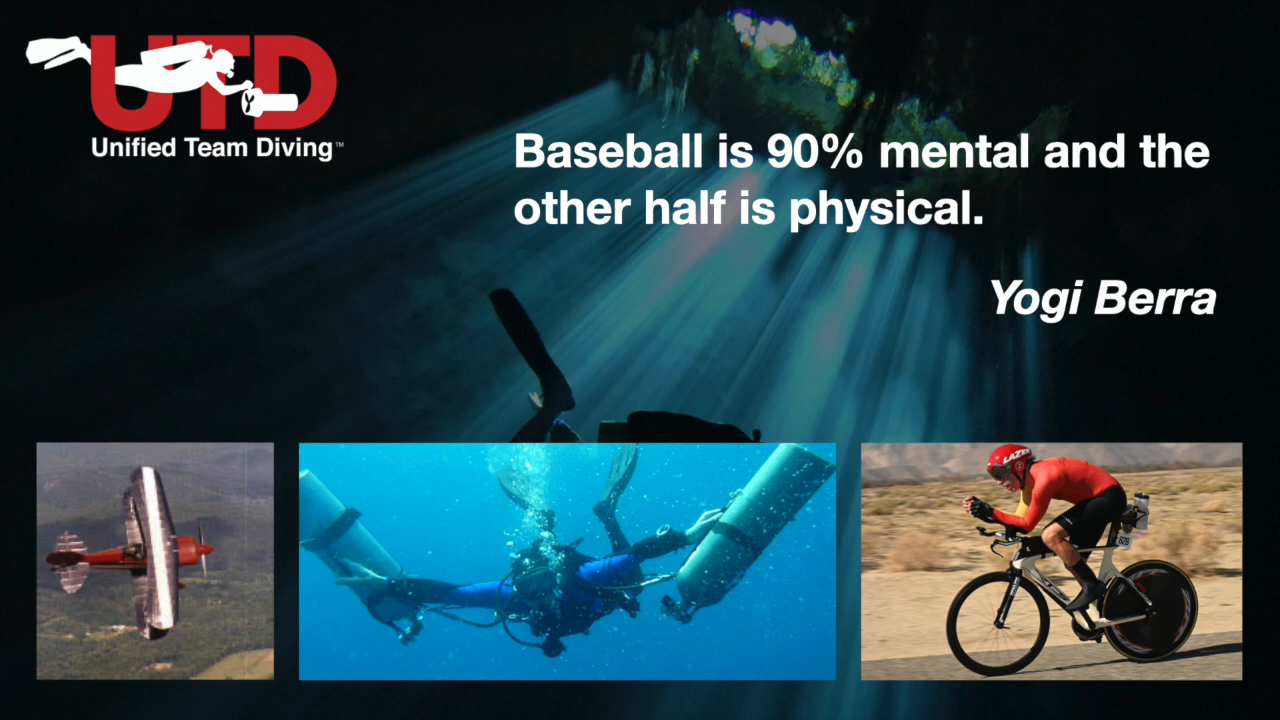 UTD
Unified Team Diving™
Baseball is 90% mental and the
other half is physical.
Yogi Berra
LAZER